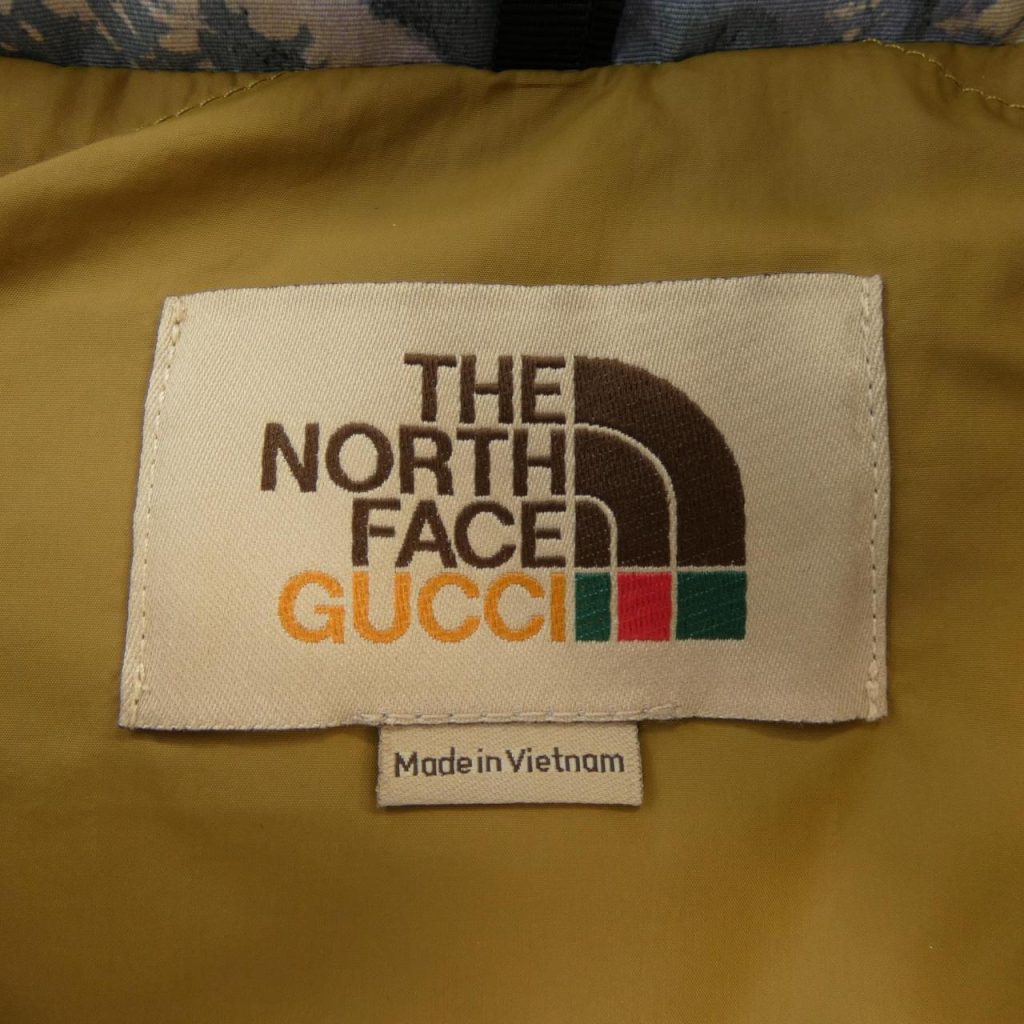 THE
NORTH
FACE
GUCCI
Made in Vietnam